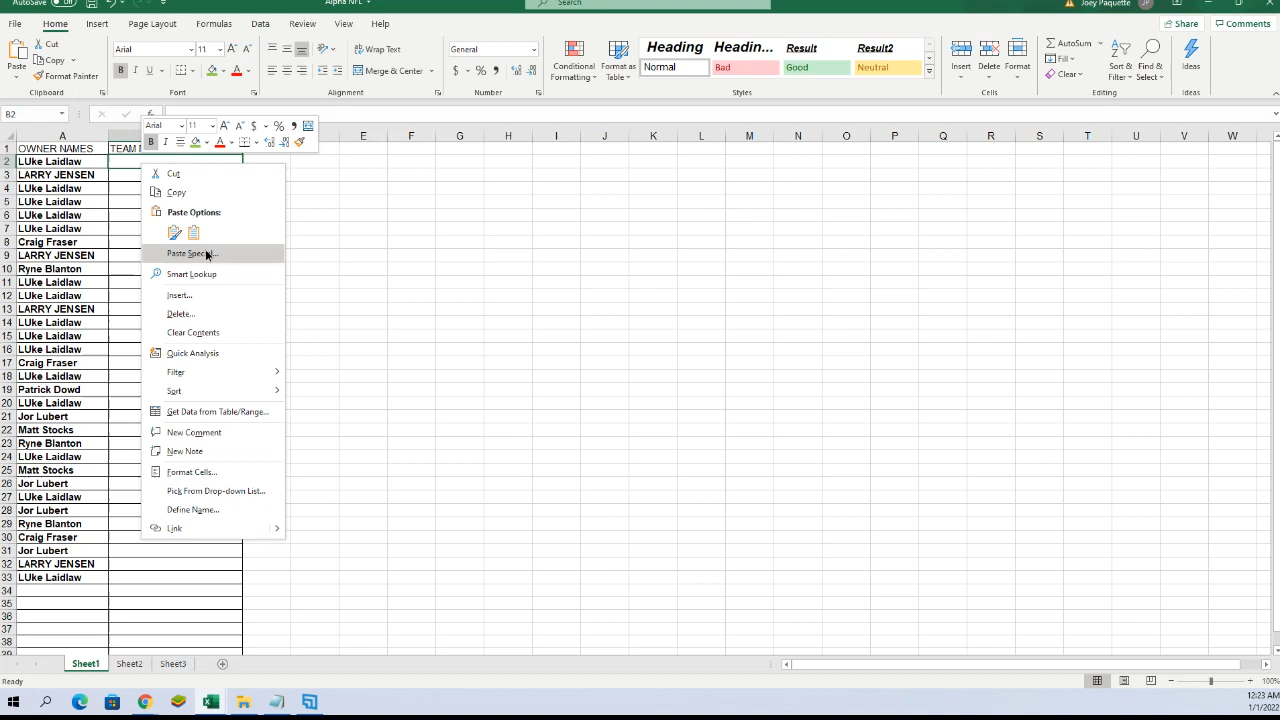 AutoSave Off Alpha NFL Search Joey Paquette JP
File Home Insert Page Layout Formulas Data Review View Help Share Comments
Paste Cut Copy Format Painter Clipboard
Arial 11 B I U A Font
Wrap Text Merge & Center Alignment
General $ % , Number
Conditional Formatting Format as Table
Heading Headin... Result Result2
Normal Bad Good Neutral
Styles
Insert Delete Format Cells
AutoSum Fill Clear Sort & Filter Find & Select Editing
Ideas Ideas
B2
Arial 11 $ % ,
B I A
A B E F G H I J K L M N O P Q R S T U V W
1 OWNER NAMES TEAM
2 LUke Laidlaw
3 LARRY JENSEN
4 LUke Laidlaw
5 LUke Laidlaw
6 LUke Laidlaw
7 LUke Laidlaw
8 Craig Fraser
9 LARRY JENSEN
10 Ryne Blanton
11 LUke Laidlaw
12 LUke Laidlaw
13 LARRY JENSEN
14 LUke Laidlaw
15 LUke Laidlaw
16 LUke Laidlaw
17 Craig Fraser
18 LUke Laidlaw
19 Patrick Dowd
20 LUke Laidlaw
21 Jor Lubert
22 Matt Stocks
23 Ryne Blanton
24 LUke Laidlaw
25 Matt Stocks
26 Jor Lubert
27 LUke Laidlaw
28 Jor Lubert
29 Ryne Blanton
30 Craig Fraser
31 Jor Lubert
32 LARRY JENSEN
33 LUke Laidlaw
34
35
36
37
38
39
Cut
Copy
Paste Options:
Paste Special...
Smart Lookup
Insert...
Delete...
Clear Contents
Quick Analysis
Filter
Sort
Get Data from Table/Range...
New Comment
New Note
Format Cells...
Pick From Drop-down List...
Define Name...
Link
Sheet1 Sheet2 Sheet3
Ready 100%
12:23 AM
1/1/2022